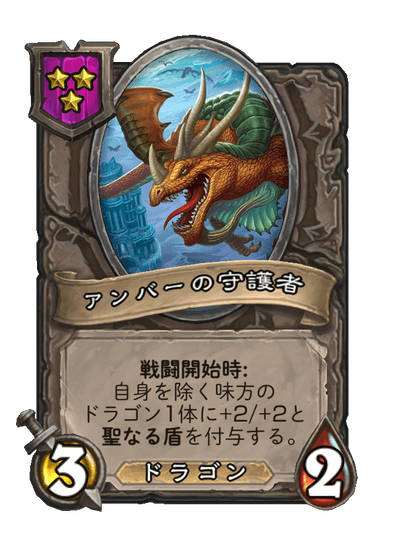 アンバーの守護者
戦闘開始時:
自身を除く味方の
ドラゴン1体に+2/+2と
聖なる盾を付与する。
3
ドラゴン
2